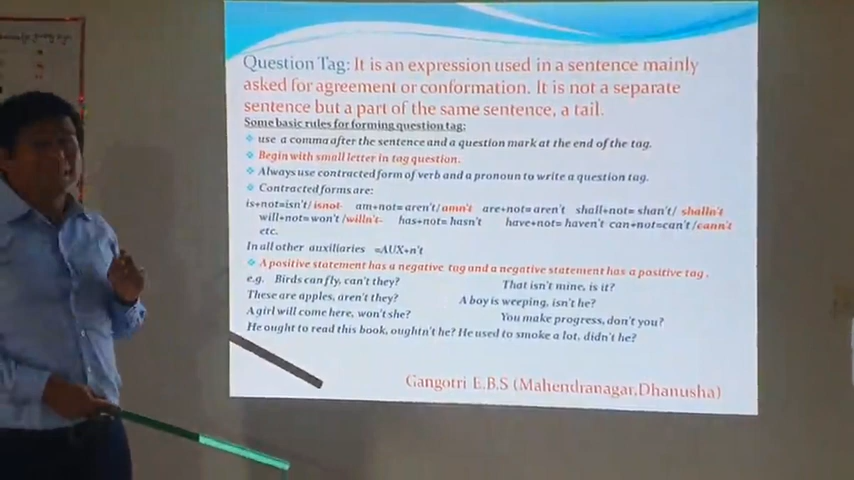 Question Tag: It is an expression used in a sentence mainly
asked for agreement or conformation. It is not a separate
sentence but a part of the same sentence, a tail.
Some basic rules for forming question tag:
❖ use a comma after the sentence and a question mark at the end of the tag.
❖ Begin with small letter in tag question.
❖ Always use contracted form of verb and a pronoun to write a question tag.
❖ Contracted forms are:
is+not=isn't/isnot- am+not= aren't/amn't are+not=aren't shall+not= shan't/ shalln't
will+not=won't/willn't- has+not= hasn't have+not= haven't can+not=can't/cann't
etc.
In all other auxiliaries =AUX+n't
❖ A positive statement has a negative tag and a negative statement has a positive tag.
e.g. Birds can fly, can't they? That isn't mine, is it?
These are apples, aren't they? A boy is weeping, isn't he?
A girl will come here, won't she? You make progress, don't you?
He ought to read this book, oughtn't he? He used to smoke a lot, didn't he?
Gangotri E.B.S (Mahendranagar,Dhanusha)